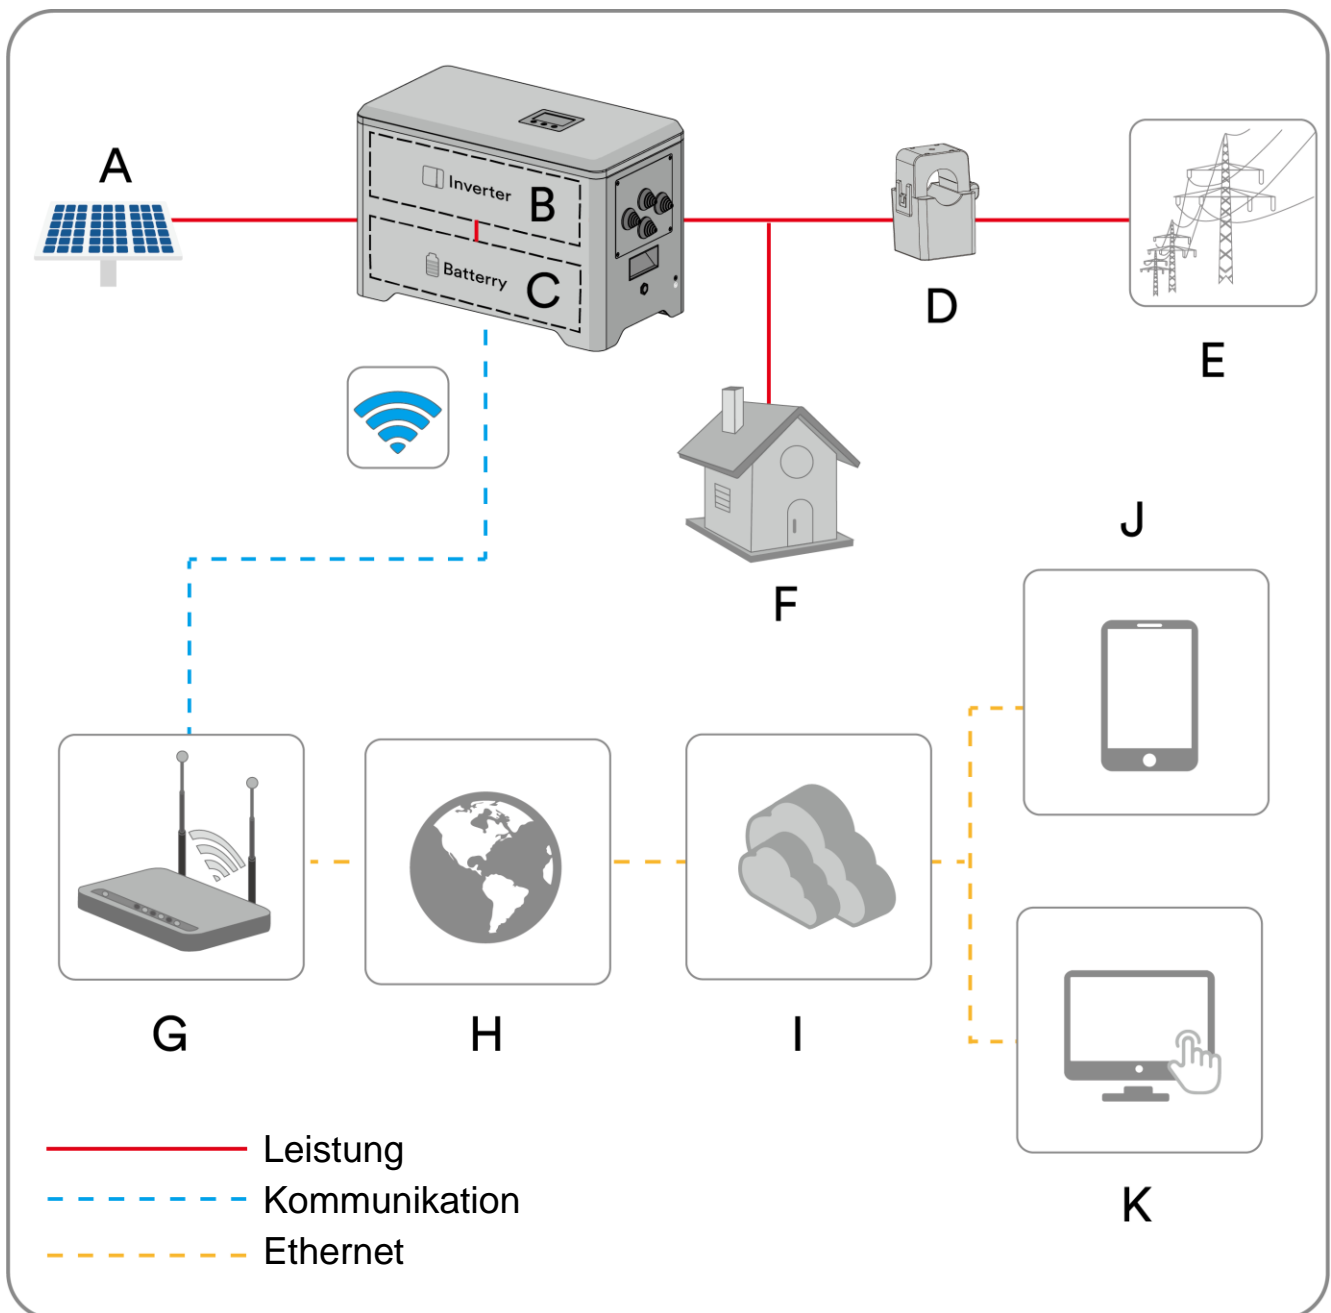 A
Inverter
B
Batterry
C
D
E
F
J
G
H
I
K
Leistung
Kommunikation
Ethernet